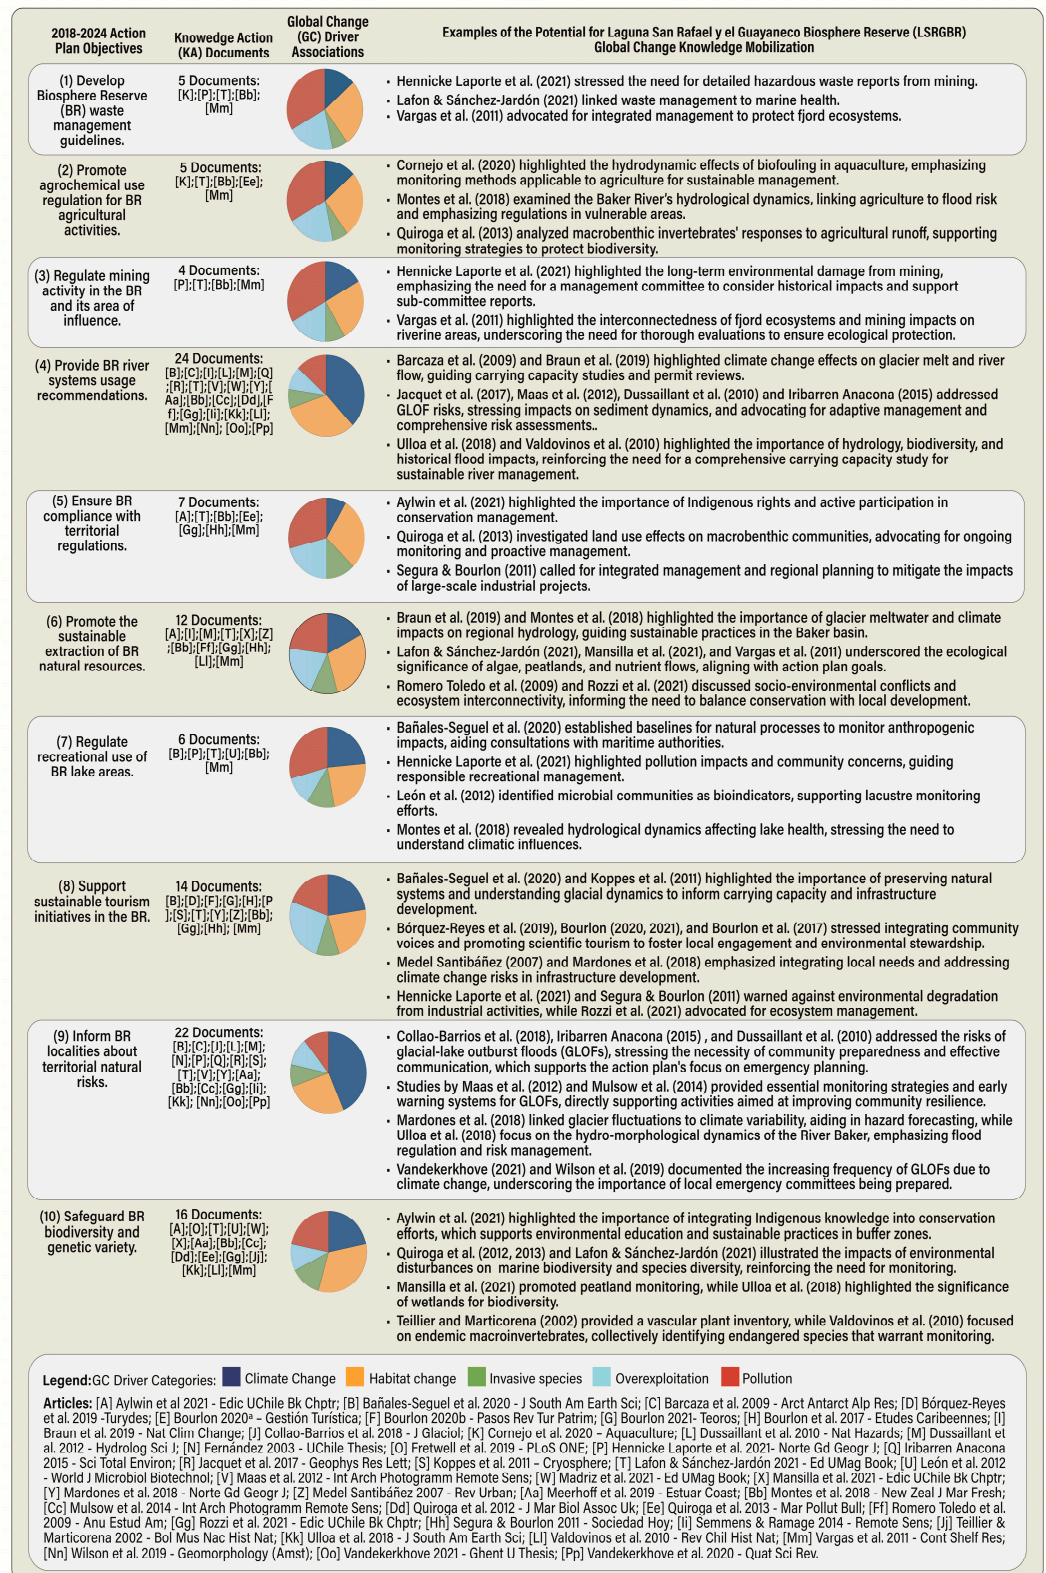 2018-2024 Action
Plan Objectives
Knowledge Action
(KA) Documents
Global Change
(GC) Driver
Associations
Examples of the Potential for Laguna San Rafael y el Guayaneco Biosphere Reserve (LSRGBR)
Global Change Knowledge Mobilization
(1) Develop
Biosphere Reserve
(BR) waste
management
guidelines.
5 Documents:
[K];[P];[T];[Bb];
[Mm]
• Hennicke Laporte et al. (2021) stressed the need for detailed hazardous waste reports from mining.
• Lafon & Sánchez-Jardón (2021) linked waste management to marine health.
• Vargas et al. (2011) advocated for integrated management to protect fjord ecosystems.
(2) Promote
agrochemical use
regulation for BR
agricultural
activities.
5 Documents:
[K];[T];[Bb];[Ee];
[Mm]
• Cornejo et al. (2020) highlighted the hydrodynamic effects of biofouling in aquaculture, emphasizing
monitoring methods applicable to agriculture for sustainable management.
• Montes et al. (2018) examined the Baker River's hydrological dynamics, linking agriculture to flood risk
and emphasizing regulations in vulnerable areas.
• Quiroga et al. (2013) analyzed macrobenthic invertebrates' responses to agricultural runoff, supporting
monitoring strategies to protect biodiversity.
(3) Regulate mining
activity in the BR
and its area of
influence.
4 Documents:
[P];[T];[Bb];[Mm]
• Hennicke Laporte et al. (2021) highlighted the long-term environmental damage from mining,
emphasizing the need for a management committee to consider historical impacts and support
sub-committee reports.
• Vargas et al. (2011) highlighted the interconnectedness of fjord ecosystems and mining impacts on
riverine areas, underscoring the need for thorough evaluations to ensure ecological protection.
(4) Provide BR river
systems usage
recommendations.
24 Documents:
[B];[C];[I];[L];[M];[Q
;[R];[T];[V];[W];[Y];[
Aa];[Bb];[Cc];[Dd],[F
f];[Gg];[Ii];[Kk];[Ll];
[Mm];[Nn]; [Oo];[Pp]
• Barcaza et al. (2009) and Braun et al. (2019) highlighted climate change effects on glacier melt and river
flow, guiding carrying capacity studies and permit reviews.
• Jacquet et al. (2017), Maas et al. (2012), Dussaillant et al. (2010) and Iribarren Anacona (2015) addressed
GLOF risks, stressing impacts on sediment dynamics, and advocating for adaptive management and
comprehensive risk assessments..
• Ulloa et al. (2018) and Valdovinos et al. (2010) highlighted the importance of hydrology, biodiversity, and
historical flood impacts, reinforcing the need for a comprehensive carrying capacity study for
sustainable river management.
(5) Ensure BR
compliance with
territorial
regulations.
7 Documents:
[A];[T];[Bb];[Ee];
[Gg];[Hh];[Mm]
• Aylwin et al. (2021) highlighted the importance of Indigenous rights and active participation in
conservation management.
• Quiroga et al. (2013) investigated land use effects on macrobenthic communities, advocating for ongoing
monitoring and proactive management.
• Segura & Bourlon (2011) called for integrated management and regional planning to mitigate the impacts
of large-scale industrial projects.
(6) Promote the
sustainable
extraction of BR
natural resources.
12 Documents:
[A];[I];[M];[T];[X];[Z]
;[Bb];[Ff];[Gg];[Hh];
[Ll];[Mm]
• Braun et al. (2019) and Montes et al. (2018) highlighted the importance of glacier meltwater and climate
impacts on regional hydrology, guiding sustainable practices in the Baker basin.
• Lafon & Sánchez-Jardón (2021), Mansilla et al. (2021), and Vargas et al. (2011) underscored the ecological
significance of algae, peatlands, and nutrient flows, aligning with action plan goals.
• Romero Toledo et al. (2009) and Rozzi et al. (2021) discussed socio-environmental conflicts and
ecosystem interconnectivity, informing the need to balance conservation with local development.
(7) Regulate
recreational use of
BR lake areas.
6 Documents:
[B];[P];[T];[U];[Bb];
[Mm]
• Bañales-Seguel et al. (2020) established baselines for natural processes to monitor anthropogenic
impacts, aiding consultations with maritime authorities.
• Hennicke Laporte et al. (2021) highlighted pollution impacts and community concerns, guiding
responsible recreational management.
• León et al. (2012) identified microbial communities as bioindicators, supporting lacustre monitoring
efforts.
• Montes et al. (2018) revealed hydrological dynamics affecting lake health, stressing the need to
understand climatic influences.
(8) Support
sustainable tourism
initiatives in the BR.
14 Documents:
[B];[D];[F];[G];[H];[P
];[S];[T];[Y];[Z];[Bb];
[Gg];[Hh]; [Mm]
• Bañales-Seguel et al. (2020) and Koppes et al. (2011) highlighted the importance of preserving natural
systems and understanding glacial dynamics to inform carrying capacity and infrastructure
development.
• Bórquez-Reyes et al. (2019), Bourlon (2020, 2021), and Bourlon et al. (2017) stressed integrating community
voices and promoting scientific tourism to foster local engagement and environmental stewardship.
• Medel Santibáñez (2007) and Mardones et al. (2018) emphasized integrating local needs and addressing
climate change risks in infrastructure development.
• Hennicke Laporte et al. (2021) and Segura & Bourlon (2011) warned against environmental degradation
from industrial activities, while Rozzi et al. (2021) advocated for ecosystem management.
(9) Inform BR
localities about
territorial natural
risks.
22 Documents:
[B];[C];[J];[L];[M];
[N];[P];[Q];[R];[S];
[T];[V];[Y];[Aa];
[Bb];[Cc];[Gg];[Ii];
[Kk]; [Nn];[Oo];[Pp]
• Collao-Barrios et al. (2018), Iribarren Anacona (2015) , and Dussaillant et al. (2010) addressed the risks of
glacial-lake outburst floods (GLOFs), stressing the necessity of community preparedness and effective
communication, which supports the action plan's focus on emergency planning.
• Studies by Maas et al. (2012) and Mulsow et al. (2014) provided essential monitoring strategies and early
warning systems for GLOFs, directly supporting activities aimed at improving community resilience.
• Mardones et al. (2018) linked glacier fluctuations to climate variability, aiding in hazard forecasting, while
Ulloa et al. (2018) focus on the hydro-morphological dynamics of the River Baker, emphasizing flood
regulation and risk management.
• Vandekerkhove (2021) and Wilson et al. (2019) documented the increasing frequency of GLOFs due to
climate change, underscoring the importance of local emergency committees being prepared.
(10) Safeguard BR
biodiversity and
genetic variety.
16 Documents:
[A];[O];[T];[U];[W];
[X];[Aa];[Bb];[Cc];
[Dd];[Ee];[Gg];[Jj];
[Kk];[Ll];[Mm]
• Aylwin et al. (2021) highlighted the importance of integrating Indigenous knowledge into conservation
efforts, which supports environmental education and sustainable practices in buffer zones.
• Quiroga et al. (2012, 2013) and Lafon & Sánchez-Jardón (2021) illustrated the impacts of environmental
disturbances on marine biodiversity and species diversity, reinforcing the need for monitoring.
• Mansilla et al. (2021) promoted peatland monitoring, while Ulloa et al. (2018) highlighted the significance
of wetlands for biodiversity.
• Teillier and Marticorena (2002) provided a vascular plant inventory, while Valdovinos et al. (2010) focused
on endemic macroinvertebrates, collectively identifying endangered species that warrant monitoring.
Legend:GC Driver Categories: Climate Change Habitat change Invasive species Overexploitation Pollution
Articles: [A] Aylwin et al 2021 - Edic UChile Bk Chptr; [B] Bañales-Seguel et al. 2020 - J South Am Earth Sci; [C] Barcaza et al. 2009 - Arct Antarct Alp Res; [D] Bórquez-Reyes
et al. 2019 -Turydes; [E] Bourlon 2020ª – Gestión Turística; [F] Bourlon 2020b - Pasos Rev Tur Patrim; [G] Bourlon 2021- Teoros; [H] Bourlon et al. 2017 - Etudes Caribeennes; [I]
Braun et al. 2019 - Nat Clim Change; [J] Collao-Barrios et al. 2018 - J Glaciol; [K] Cornejo et al. 2020 – Aquaculture; [L] Dussaillant et al. 2010 - Nat Hazards; [M] Dussaillant et
al. 2012 - Hydrolog Sci J; [N] Fernández 2003 - UChile Thesis; [O] Fretwell et al. 2019 - PLoS ONE; [P] Hennicke Laporte et al. 2021- Norte Gd Geogr J; [Q] Iribarren Anacona
2015 - Sci Total Environ; [R] Jacquet et al. 2017 - Geophys Res Lett; [S] Koppes et al. 2011 – Cryosphere; [T] Lafon & Sánchez-Jardón 2021 - Ed UMag Book; [U] León et al. 2012
- World J Microbiol Biotechnol; [V] Maas et al. 2012 - Int Arch Photogramm Remote Sens; [W] Madriz et al. 2021 - Ed UMag Book; [X] Mansilla et al. 2021 - Edic UChile Bk Chptr;
[Y] Mardones et al. 2018 - Norte Gd Geogr J; [Z] Medel Santibáñez 2007 - Rev Urban; [Aa] Meerhoff et al. 2019 - Estuar Coast; [Bb] Montes et al. 2018 - New Zeal J Mar Fresh;
[Cc] Mulsow et al. 2014 - Int Arch Photogramm Remote Sens; [Dd] Quiroga et al. 2012 - J Mar Biol Assoc Uk; [Ee] Quiroga et al. 2013 - Mar Pollut Bull; [Ff] Romero Toledo et al.
2009 - Anu Estud Am; [Gg] Rozzi et al. 2021 - Edic UChile Bk Chptr; [Hh] Segura & Bourlon 2011 - Sociedad Hoy; [Ii] Semmens & Ramage 2014 - Remote Sens; [Jj] Teillier &
Marticorena 2002 - Bol Mus Nac Hist Nat; [Kk] Ulloa et al. 2018 - J South Am Earth Sci; [Ll] Valdovinos et al. 2010 - Rev Chil Hist Nat; [Mm] Vargas et al. 2011 - Cont Shelf Res;
[Nn] Wilson et al. 2019 - Geomorphology (Amst); [Oo] Vandekerkhove 2021 - Ghent U Thesis; [Pp] Vandekerkhove et al. 2020 - Quat Sci Rev.